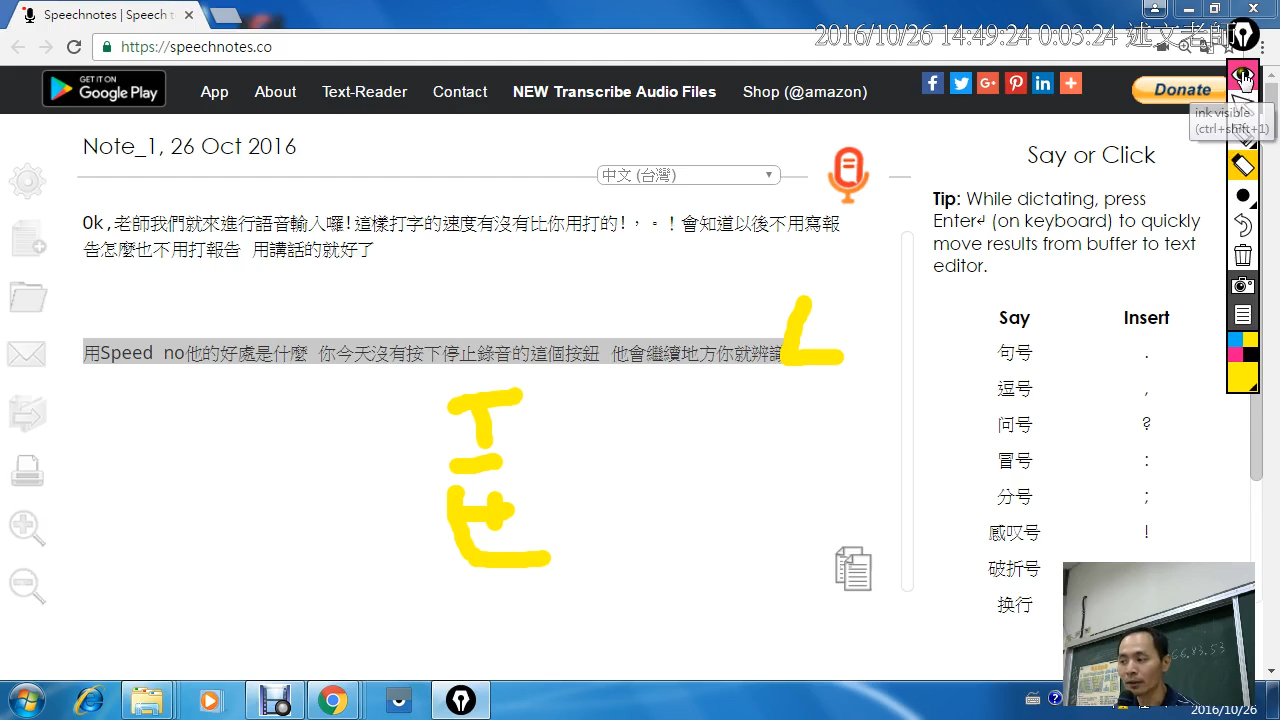 Speechnotes | Speech t
https://speechnotes.co
2016/10/26 14:49:24 0:03:24 述文老師
GET IT ON
Google Play
App About Text-Reader Contact NEW Transcribe Audio Files Shop (@amazon)
Donate
ink visible
(ctrl+shift+1)
Note_1, 26 Oct 2016
中文 (台灣)
Ok,老師我們就來進行語音輸入囉!這樣打字的速度有沒有比你用打的!，。！會知道以後不用寫報
告怎麼也不用打報告 用講話的就好了
用Speed no他的好處是什麼 你今天沒有按下停止錄音的這個按鈕 他會繼續地方你就辨識
Say or Click
Tip: While dictating, press
Enter↵ (on keyboard) to quickly
move results from buffer to text
editor.
Say Insert
句号 .
逗号 ,
问号 ?
冒号 :
分号 ;
感叹号 !
破折号
换行
66.83.53
2016/10/26